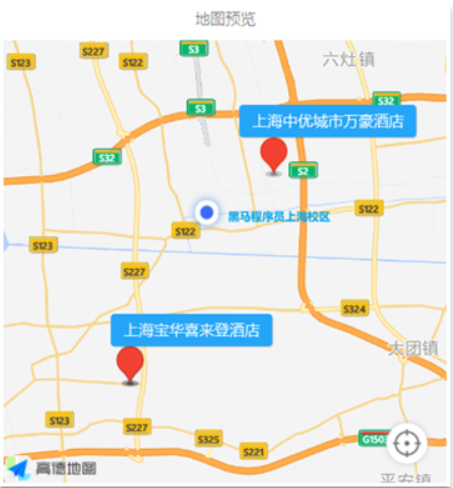 地图预览
S3
S227
S123
S122
六灶镇
S3
S32
上海中优城市万豪酒店
S32
S2
S122
黑马程序员上海校区
S122
S123
S227
S324
上海宝华喜来登酒店
大团镇
S123
S227
S325
S221
G1503
高德地图
平安镇